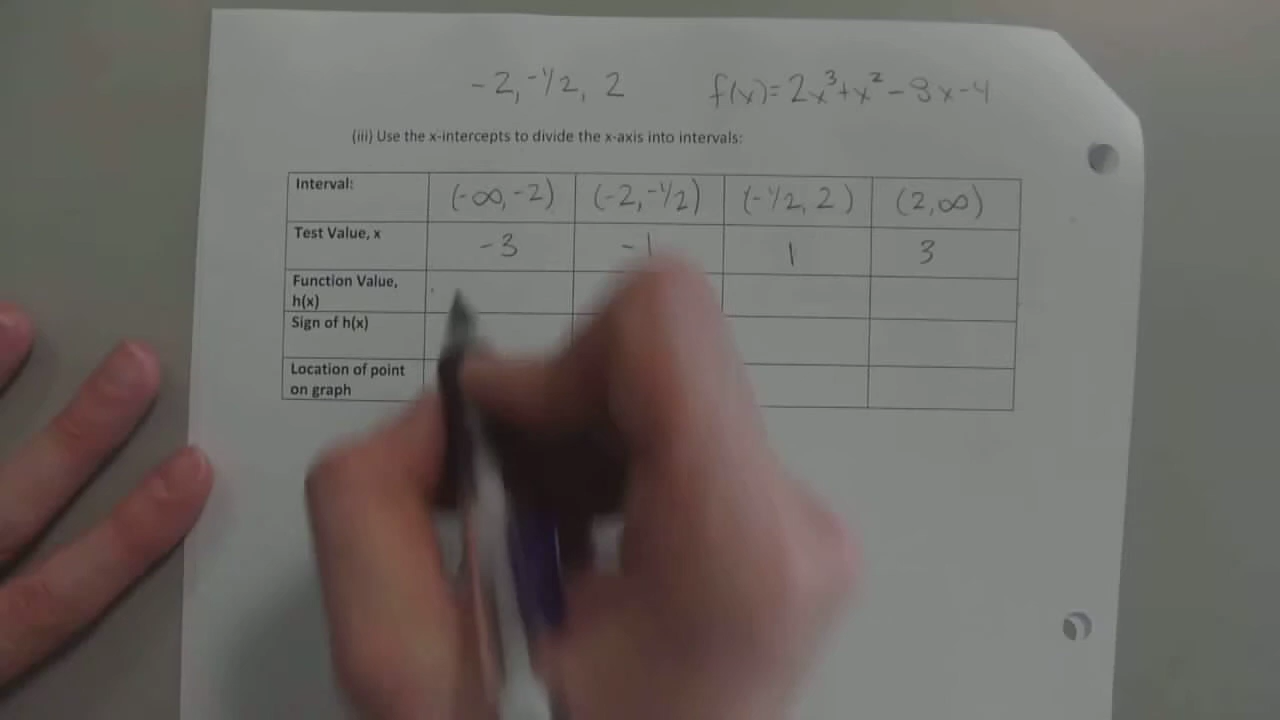 -2, -1/2, 2 f(x)= 2x³+x²-8x-4
(iii) Use the x-intercepts to divide the x-axis into intervals:
Interval: (-∞,-2) (-2,-1/2) (-1/2, 2) (2,∞)
Test Value, x -3 -1 1 3
Function Value,
h(x)
Sign of h(x)
Location of point
on graph